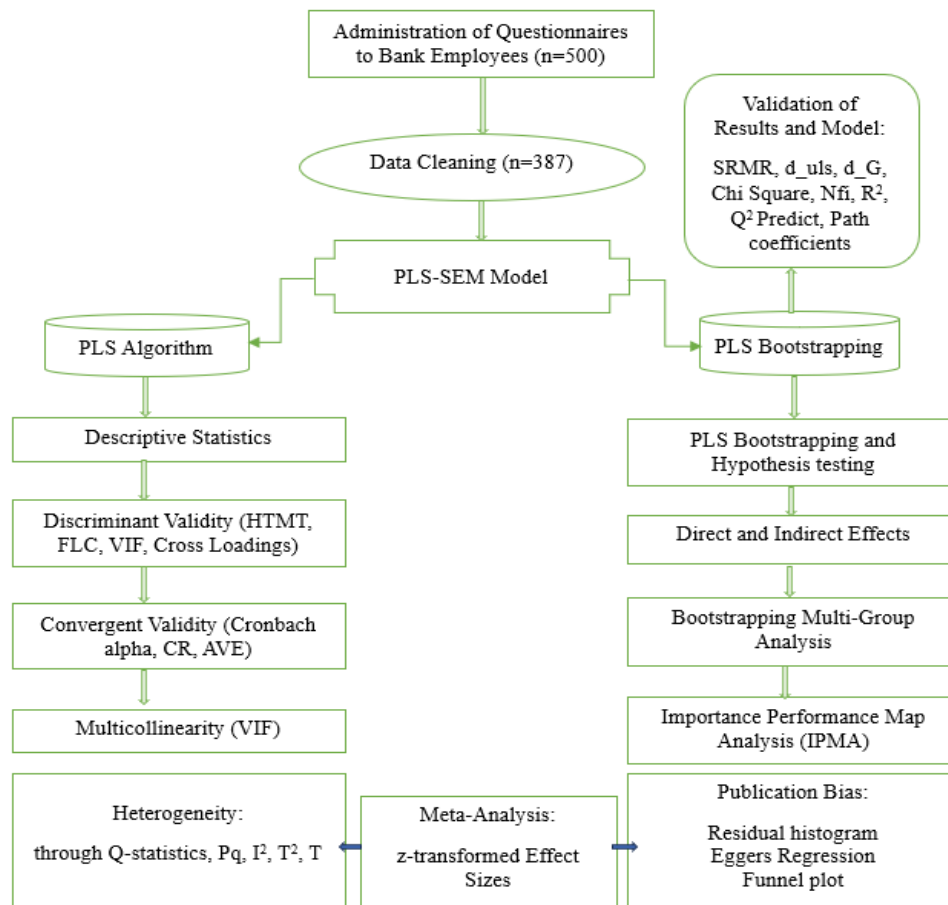 Administration of Questionnaires
to Bank Employees (n=500)
Validation of
Results and Model:
SRMR, d_uls, d_G,
Chi Square, Nfi, R²,
Q² Predict, Path
coefficients
Data Cleaning (n=387)
PLS-SEM Model
PLS Algorithm
PLS Bootstrapping
Descriptive Statistics
Discriminant Validity (HTMT,
FLC, VIF, Cross Loadings)
Convergent Validity (Cronbach
alpha, CR, AVE)
Multicollinearity (VIF)
PLS Bootstrapping and
Hypothesis testing
Direct and Indirect Effects
Bootstrapping Multi-Group
Analysis
Importance Performance Map
Analysis (IPMA)
Heterogeneity:
through Q-statistics, Pq, I², T², T
Meta-Analysis:
z-transformed Effect
Sizes
Publication Bias:
Residual histogram
Eggers Regression
Funnel plot